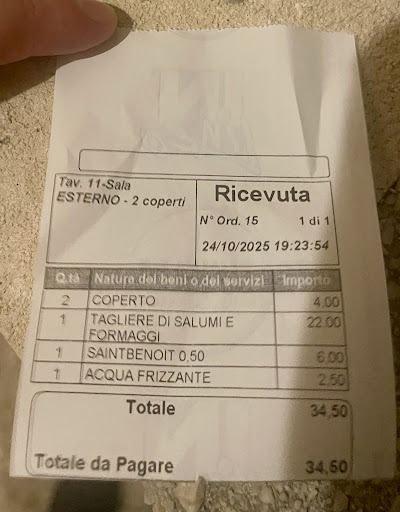 Tav. 11-Sala
ESTERNO - 2 coperti
Ricevuta
N° Ord. 15 1 di 1
24/10/2025 19:23:54
Q.tà Natura dei beni o dei servizi Importo
2 COPERTO 4,00
1 TAGLIERE DI SALUMI E 22,00
FORMAGGI
1 SAINTBENOIT 0,50 6,00
1 ACQUA FRIZZANTE 2,50
Totale 34,50
Totale da Pagare 34,50